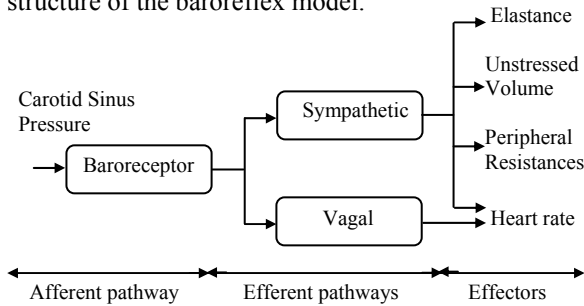 structure of the baroreflex model.
Elastance
Unstressed
Volume
Carotid Sinus
Pressure
Sympathetic
Baroreceptor
Peripheral
Resistances
Vagal
Heart rate
Afferent pathway
Efferent pathways
Effectors